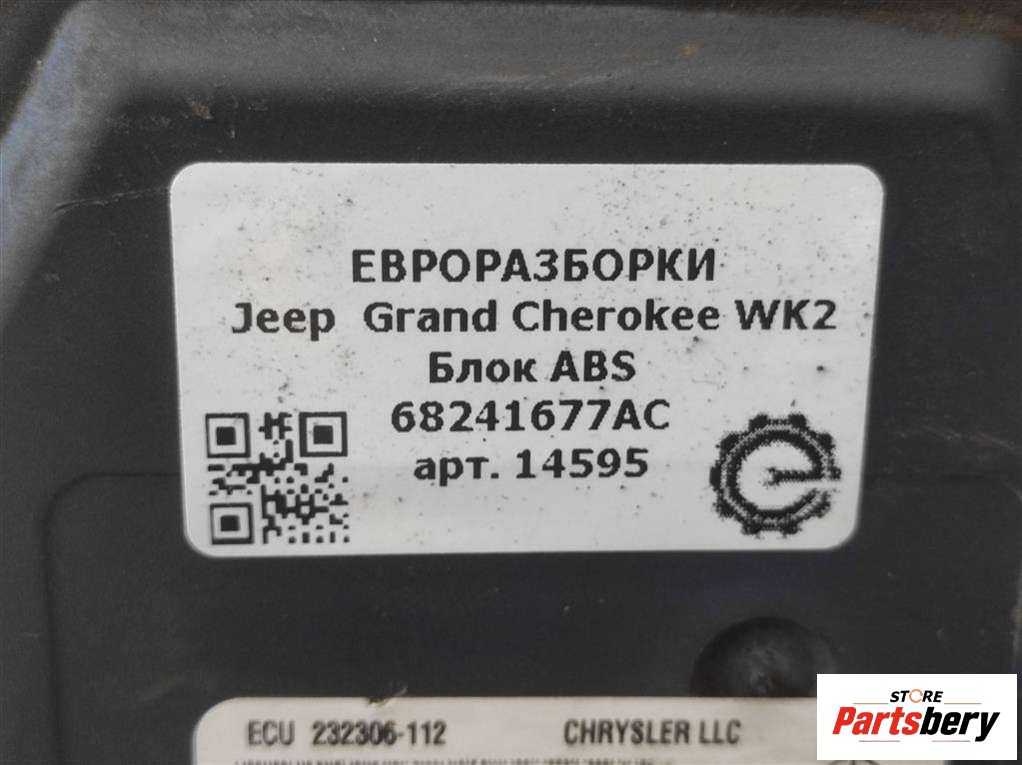 ЕВРОРАЗБОРКИ
Jeep Grand Cherokee WK2
Блок ABS
68241677AC
арт. 14595
ECU 232306-112 CHRYSLER LLC
STORE
Partsbery